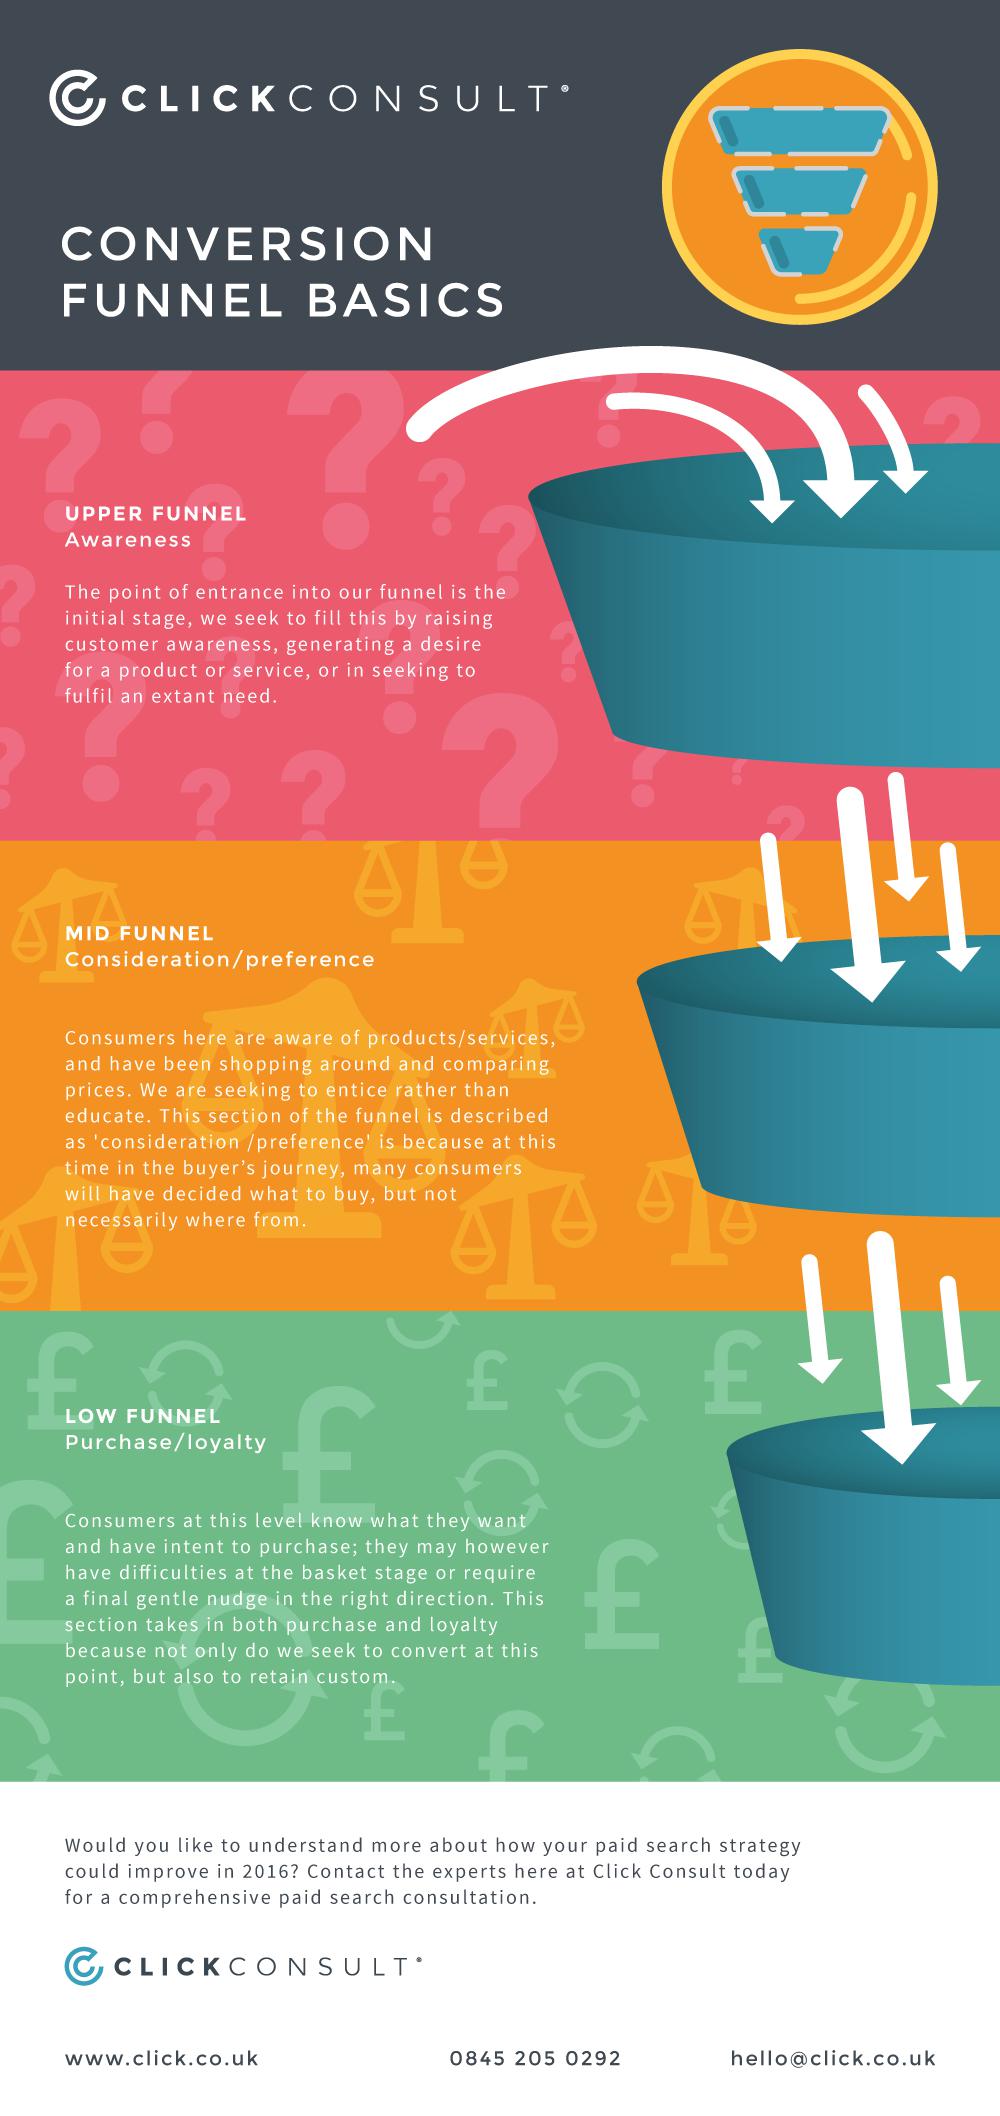 CLICKCONSULT®
CONVERSION
FUNNEL BASICS
UPPER FUNNEL
Awareness
The point of entrance into our funnel is the
initial stage, we seek to fill this by raising
customer awareness, generating a desire
for a product or service, or in seeking to
fulfil an extant need.
MID FUNNEL
Consideration/preference
Consumers here are aware of products/services,
and have been shopping around and comparing
prices. We are seeking to entice rather than
educate. This section of the funnel is described
as 'consideration /preference' is because at this
time in the buyer’s journey, many consumers
will have decided what to buy, but not
necessarily where from.
LOW FUNNEL
Purchase/loyalty
Consumers at this level know what they want
and have intent to purchase; they may however
have difficulties at the basket stage or require
a final gentle nudge in the right direction. This
section takes in both purchase and loyalty
because not only do we seek to convert at this
point, but also to retain custom.
Would you like to understand more about how your paid search strategy
could improve in 2016? Contact the experts here at Click Consult today
for a comprehensive paid search consultation.
CLICKCONSULT®
www.click.co.uk 0845 205 0292 hello@click.co.uk